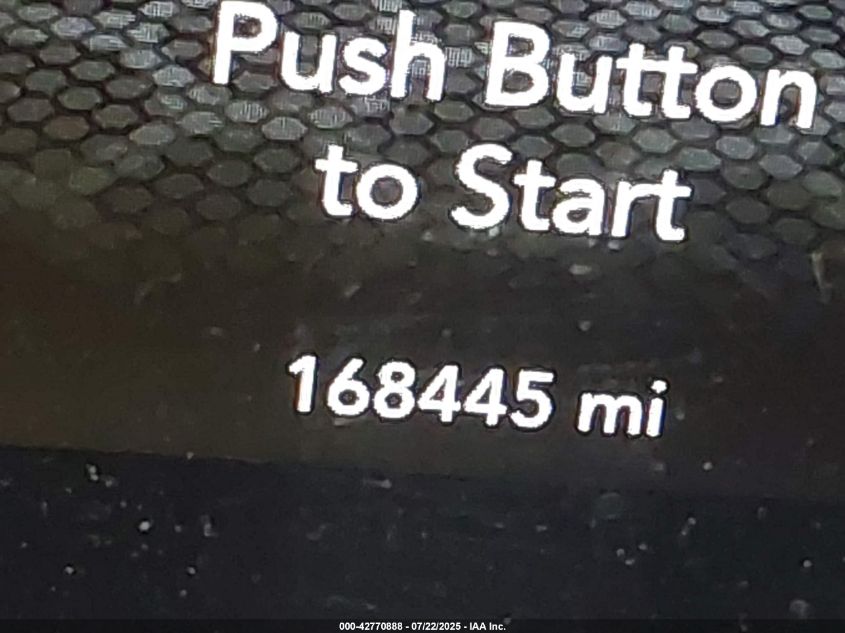 Push Button
to Start
168445 mi
000-42770888 - 07/22/2025 - IAA Inc.